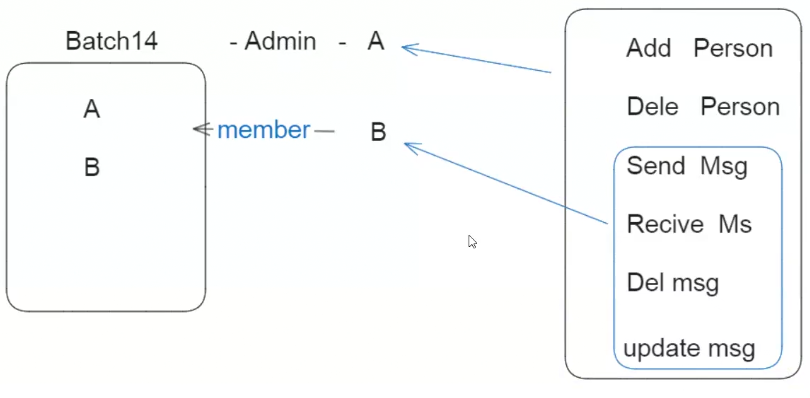 Batch14 - Admin - A
A
B
member B
Add Person
Dele Person
Send Msg
Recive Ms
Del msg
update msg